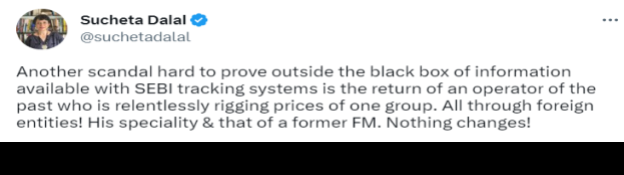 Sucheta Dalal
@suchetadalal
Another scandal hard to prove outside the black box of information
available with SEBI tracking systems is the return of an operator of the
past who is relentlessly rigging prices of one group. All through foreign
entities! His speciality & that of a former FM. Nothing changes!